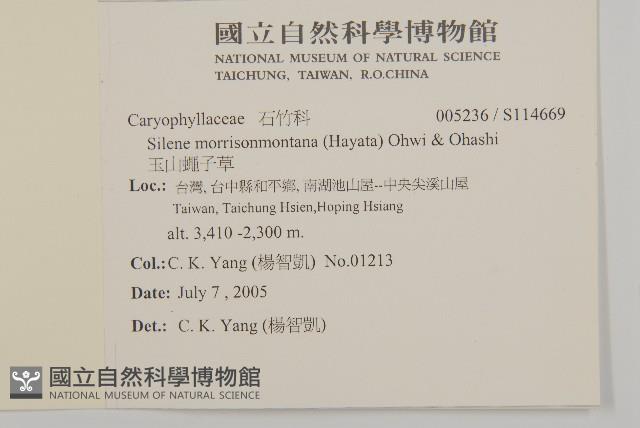 國立自然科學博物館
NATIONAL MUSEUM OF NATURAL SCIENCE
TAICHUNG, TAIWAN, R.O.CHINA
Caryophyllaceae 石竹科 005236 / S114669
Silene morrisonmontana (Hayata) Ohwi & Ohashi
玉山蠅子草
Loc.: 台灣, 台中縣和平鄉, 南湖池山屋--中央尖溪山屋
Taiwan, Taichung Hsien,Hoping Hsiang
alt. 3,410 -2,300 m.
Col.: C. K. Yang (楊智凱) No.01213
Date: July 7 , 2005
Det.: C. K. Yang (楊智凱)
國立自然科學博物館
NATIONAL MUSEUM OF NATURAL SCIENCE